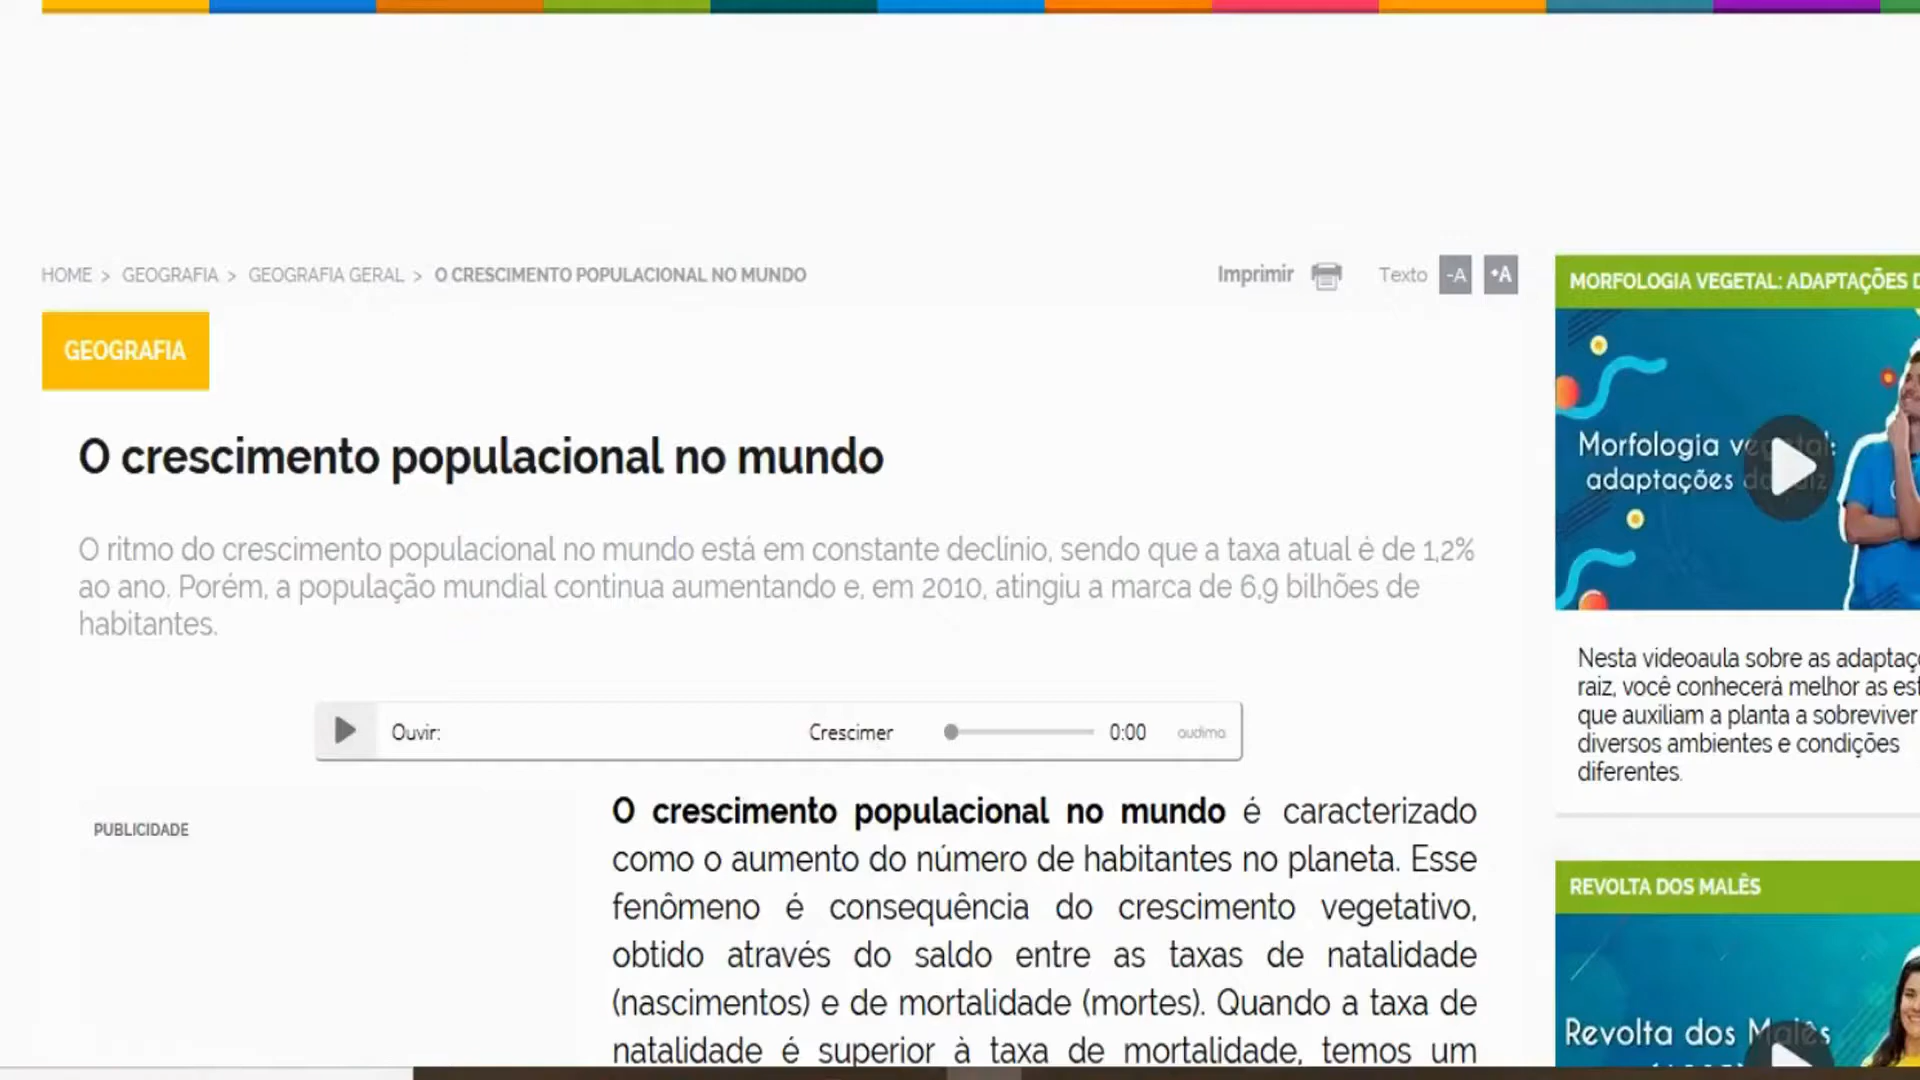 HOME > GEOGRAFIA > GEOGRAFIA GERAL > O CRESCIMENTO POPULACIONAL NO MUNDO
Imprimir
Texto -A +A
GEOGRAFIA
O crescimento populacional no mundo
O ritmo do crescimento populacional no mundo está em constante declínio, sendo que a taxa atual é de 1,2%
ao ano. Porém, a população mundial continua aumentando e, em 2010, atingiu a marca de 6,9 bilhões de
habitantes.
Ouvir: Crescimer 0:00 audima
PUBLICIDADE
O crescimento populacional no mundo é caracterizado
como o aumento do número de habitantes no planeta. Esse
fenômeno é consequência do crescimento vegetativo,
obtido através do saldo entre as taxas de natalidade
(nascimentos) e de mortalidade (mortes). Quando a taxa de
natalidade é superior à taxa de mortalidade, temos um
MORFOLOGIA VEGETAL: ADAPTAÇÕES D
Morfologia vegetal:
adaptações da raiz
Nesta videoaula sobre as adaptaç
raiz, você conhecerá melhor as est
que auxiliam a planta a sobreviver
diversos ambientes e condições
diferentes.
REVOLTA DOS MALÊS
Revolta dos Malês